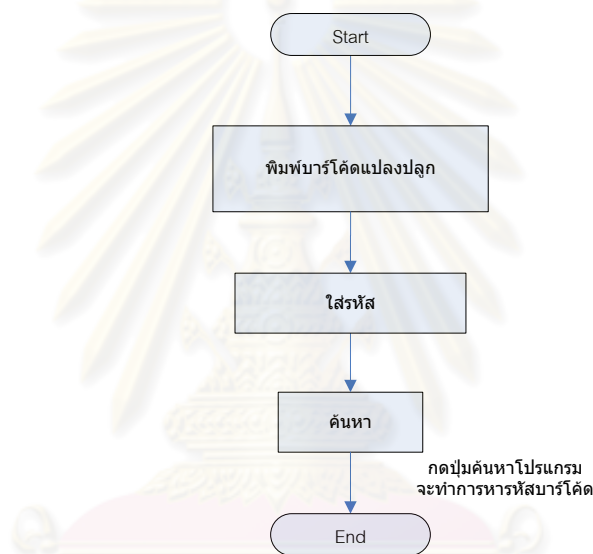 Start
พิมพ์บาร์โค้ดแปลงปลูก
ใส่รหัส
ค้นหา
กดปุ่มค้นหาโปรแกรม
จะทำการหารหัสบาร์โค้ด
End